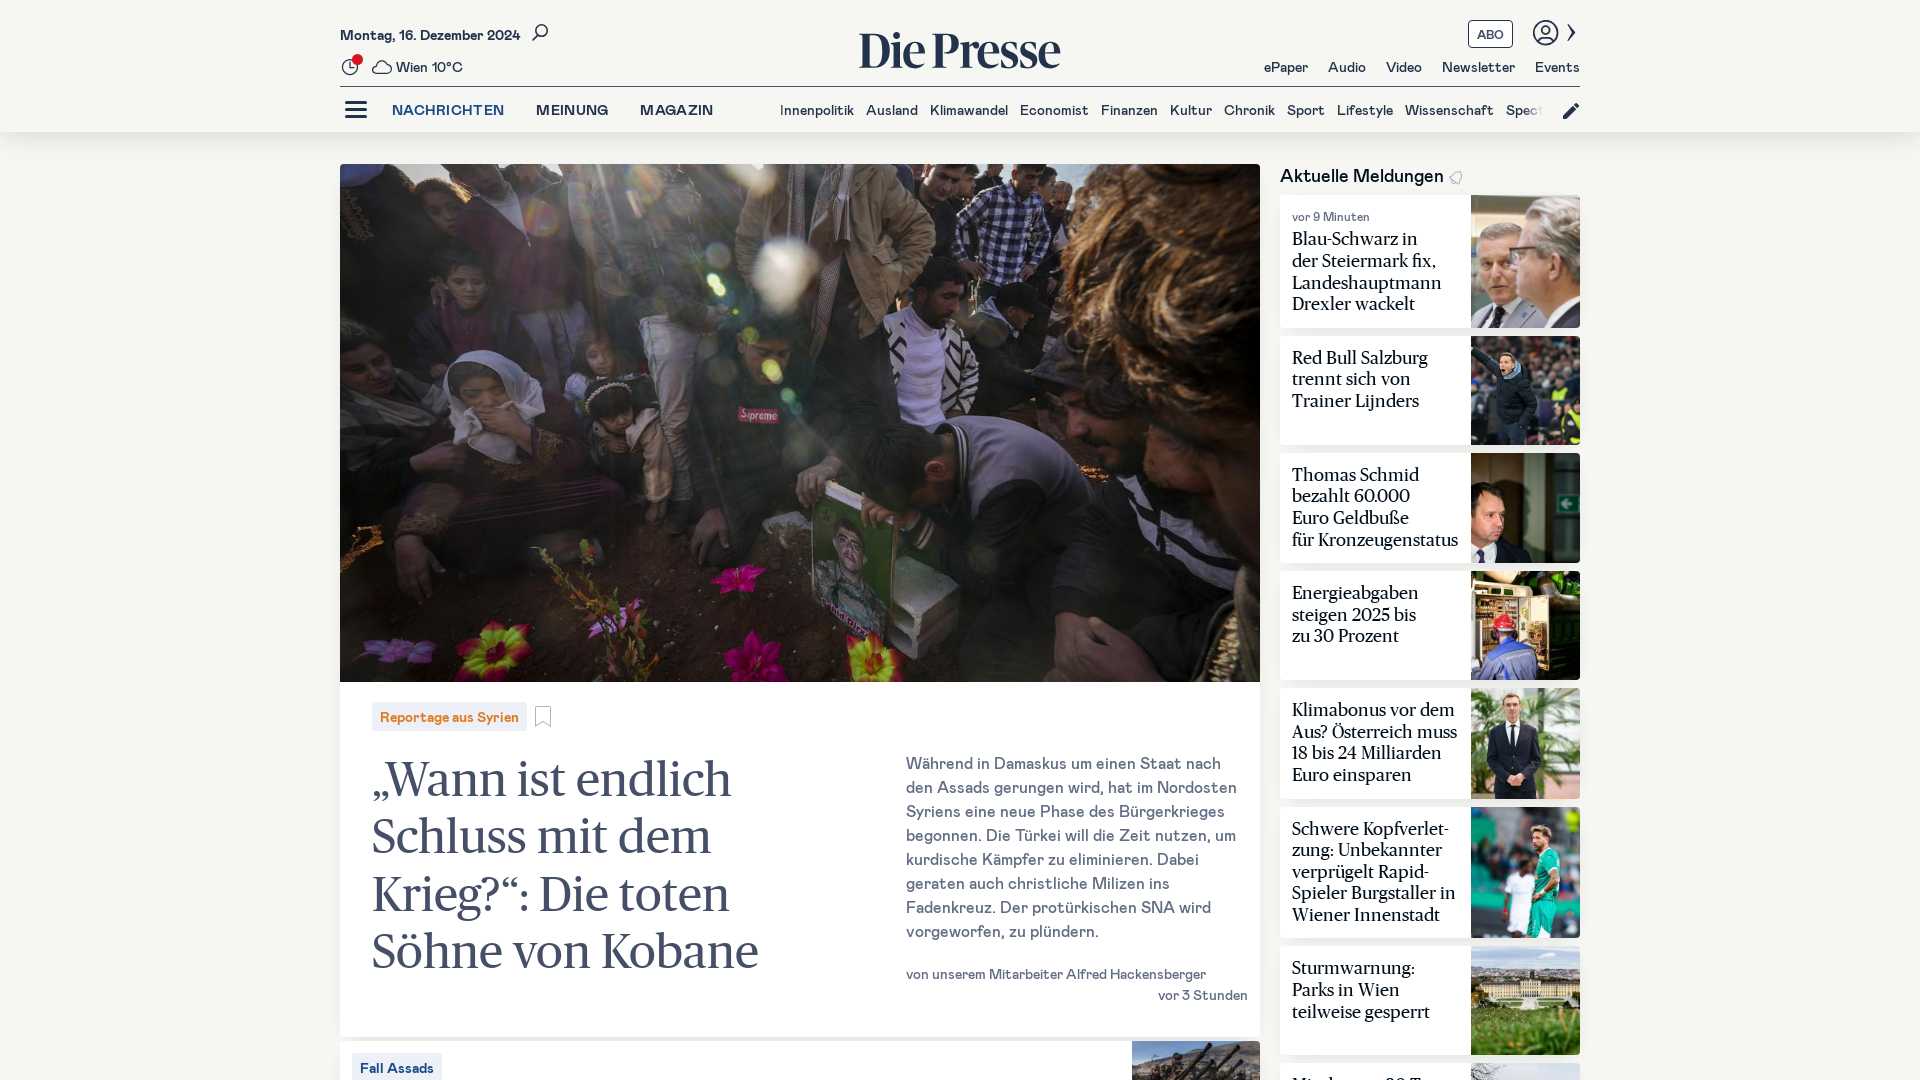 Montag, 16. Dezember 2024
Wien 10°C
Die Presse
ABO
ePaper Audio Video Newsletter Events
NACHRICHTEN MEINUNG MAGAZIN
Innenpolitik Ausland Klimawandel Economist Finanzen Kultur Chronik Sport Lifestyle Wissenschaft
Supreme
Reportage aus Syrien
„Wann ist endlich
Schluss mit dem
Krieg?“: Die toten
Söhne von Kobane
Während in Damaskus um einen Staat nach
den Assads gerungen wird, hat im Nordosten
Syriens eine neue Phase des Bürgerkrieges
begonnen. Die Türkei will die Zeit nutzen, um
kurdische Kämpfer zu eliminieren. Dabei
geraten auch christliche Milizen ins
Fadenkreuz. Der protürkischen SNA wird
vorgeworfen, zu plündern.
von unserem Mitarbeiter Alfred Hackensberger
vor 3 Stunden
Fall Assads
Aktuelle Meldungen
vor 9 Minuten
Blau-Schwarz in
der Steiermark fix,
Landeshauptmann
Drexler wackelt
Red Bull Salzburg
trennt sich von
Trainer Lijnders
Thomas Schmid
bezahlt 60.000
Euro Geldbuße
für Kronzeugenstatus
Energieabgaben
steigen 2025 bis
zu 30 Prozent
Klimabonus vor dem
Aus? Österreich muss
18 bis 24 Milliarden
Euro einsparen
Schwere Kopfverlet-
zung: Unbekannter
verprügelt Rapid-
Spieler Burgstaller in
Wiener Innenstadt
Sturmwarnung:
Parks in Wien
teilweise gesperrt